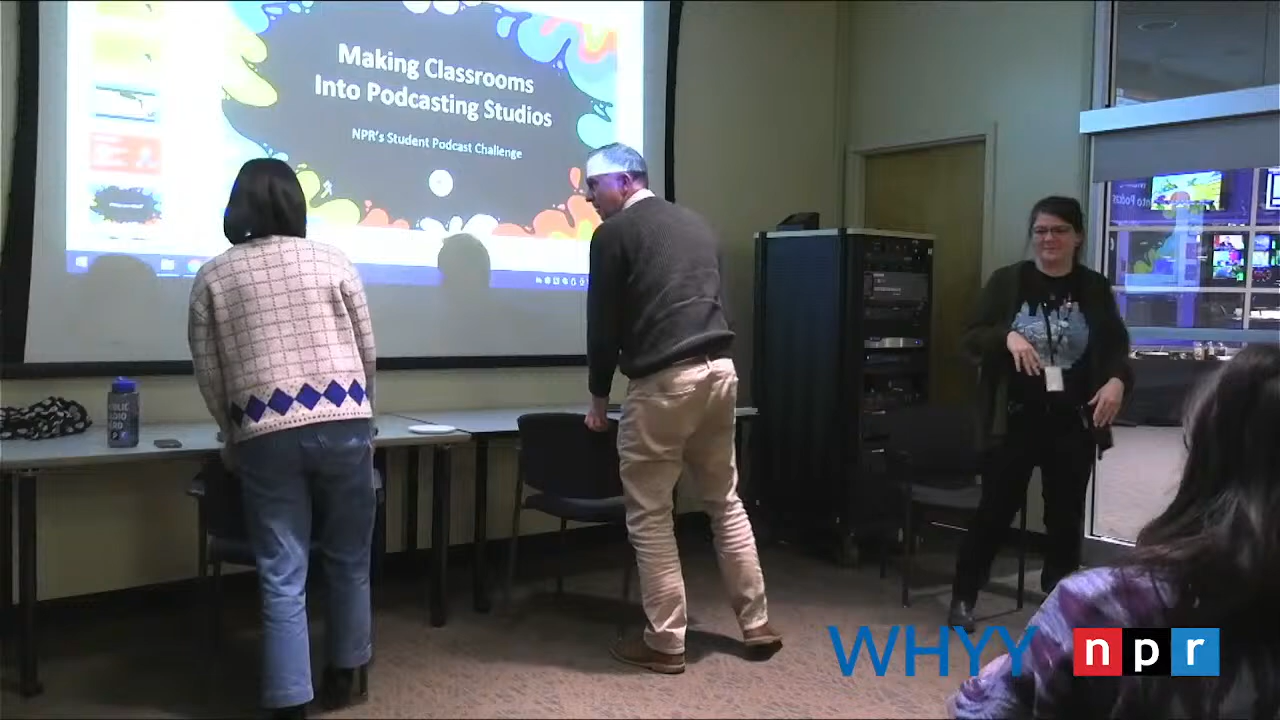 Making Classrooms
Into Podcasting Studios
NPR's Student Podcast Challenge
WHYY npr